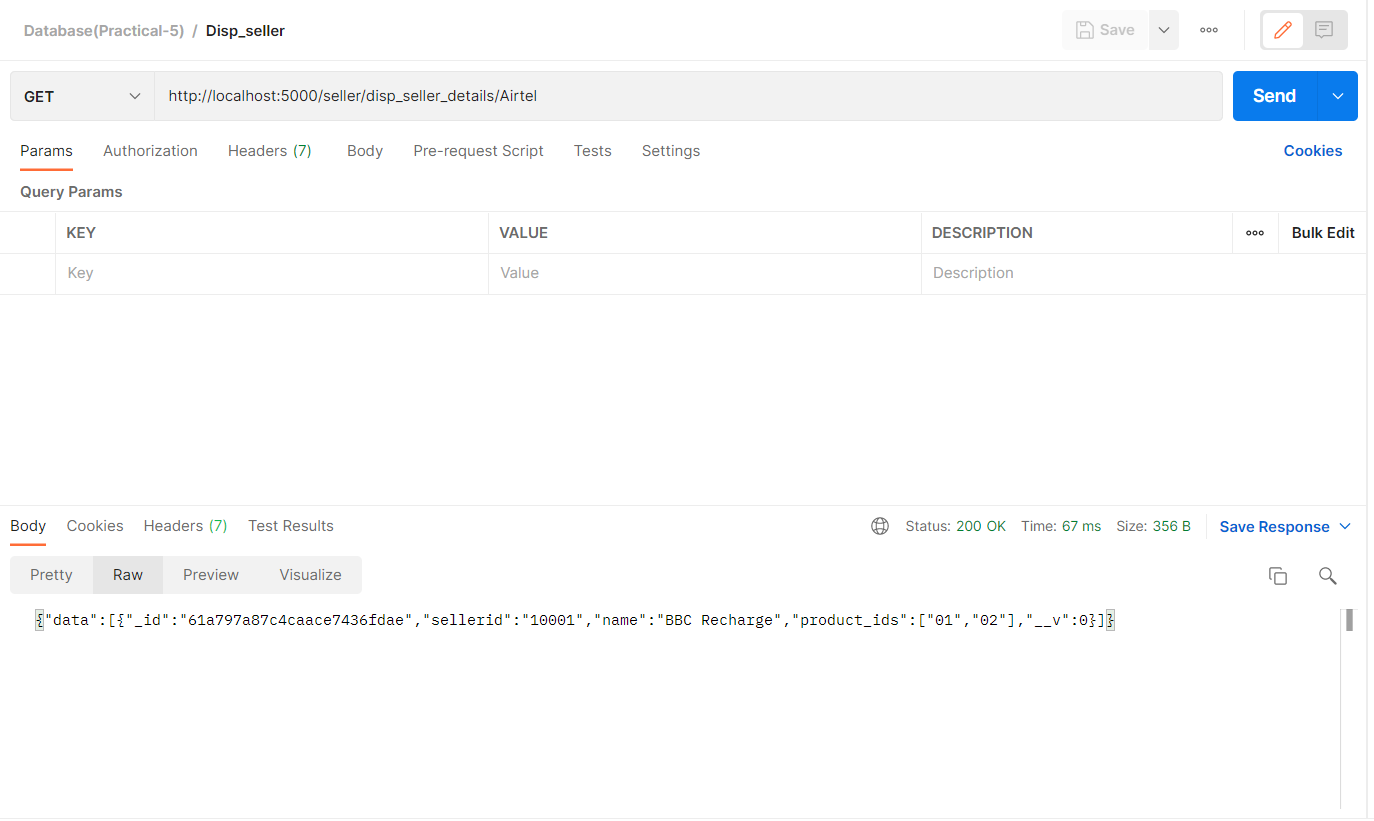 Database(Practical-5) / Disp_seller Save ooo
GET http://localhost:5000/seller/disp_seller_details/Airtel Send
Params Authorization Headers (7) Body Pre-request Script Tests Settings Cookies
Query Params
KEY VALUE DESCRIPTION ooo Bulk Edit
Key Value Description
Body Cookies Headers (7) Test Results Status: 200 OK Time: 67 ms Size: 356 B Save Response
Pretty Raw Preview Visualize
{"data":[{"_id":"61a797a87c4caace7436fdae","sellerid":"10001","name":"BBC Recharge","product_ids":["01","02"],"__v":0}]}